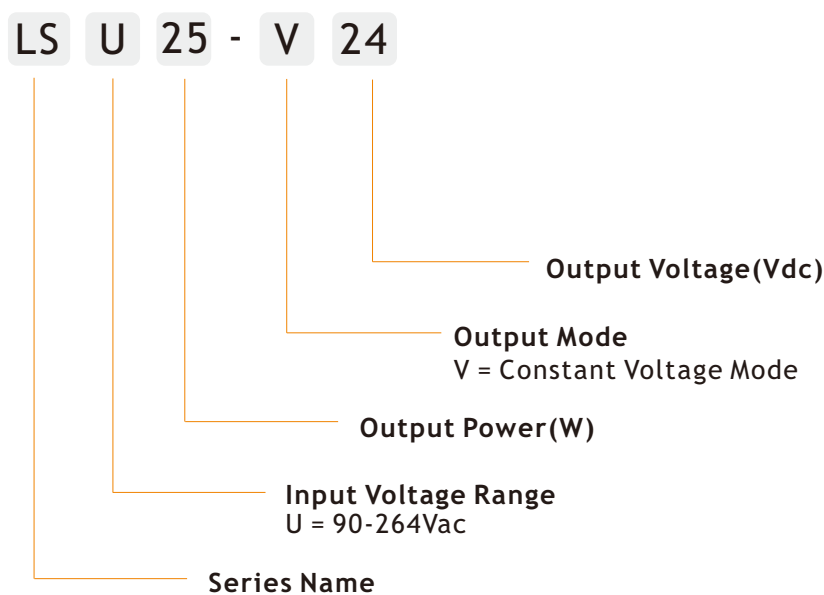 LS U 25 - V 24
Output Voltage(Vdc)
Output Mode
V = Constant Voltage Mode
Output Power(W)
Input Voltage Range
U = 90-264Vac
Series Name